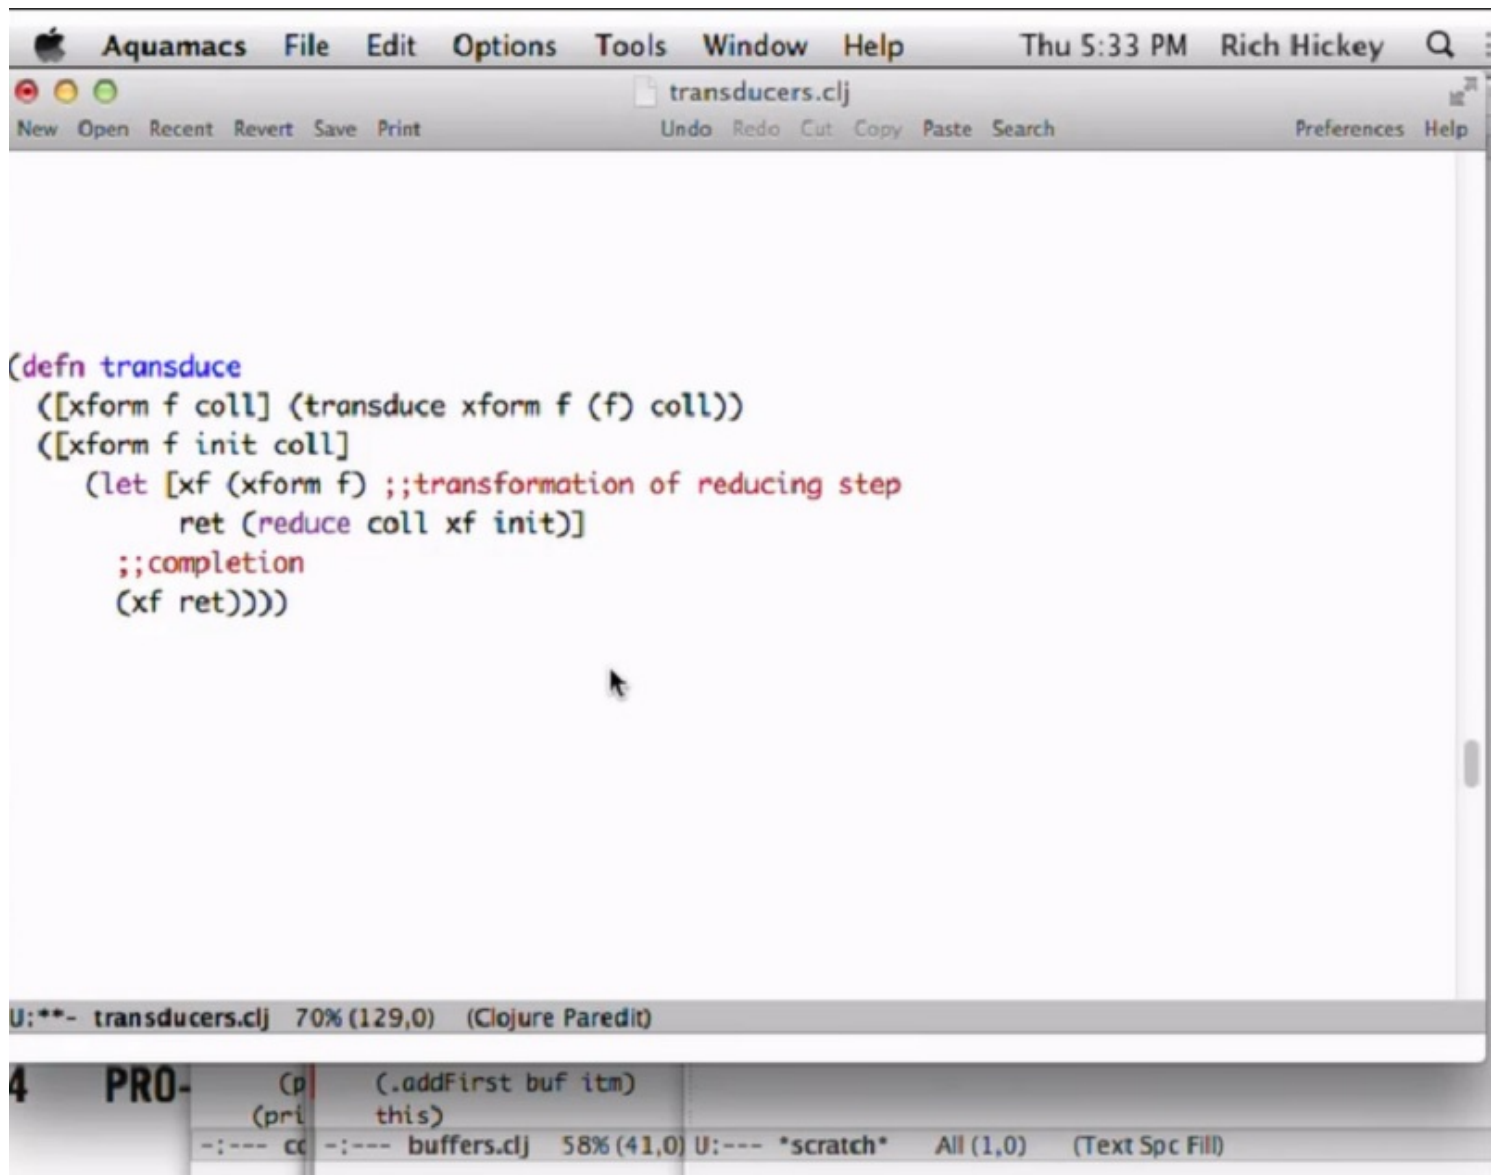 Aquamacs File Edit Options Tools Window Help Thu 5:33 PM Rich Hickey
transducers.clj
New Open Recent Revert Save Print Undo Redo Cut Copy Paste Search Preferences Help
(defn transduce
([xform f coll] (transduce xform f (f) coll))
([xform f init coll]
(let [xf (xform f) ;;transformation of reducing step
ret (reduce coll xf init)]
;;completion
(xf ret))))
U:**- transducers.clj 70% (129,0) (Clojure Paredit)
4 PRO- (p (.addFirst buf itm)
(pri this)
-:--- cc -:--- buffers.clj 58% (41,0) U:--- *scratch* All (1,0) (Text Spc Fill)